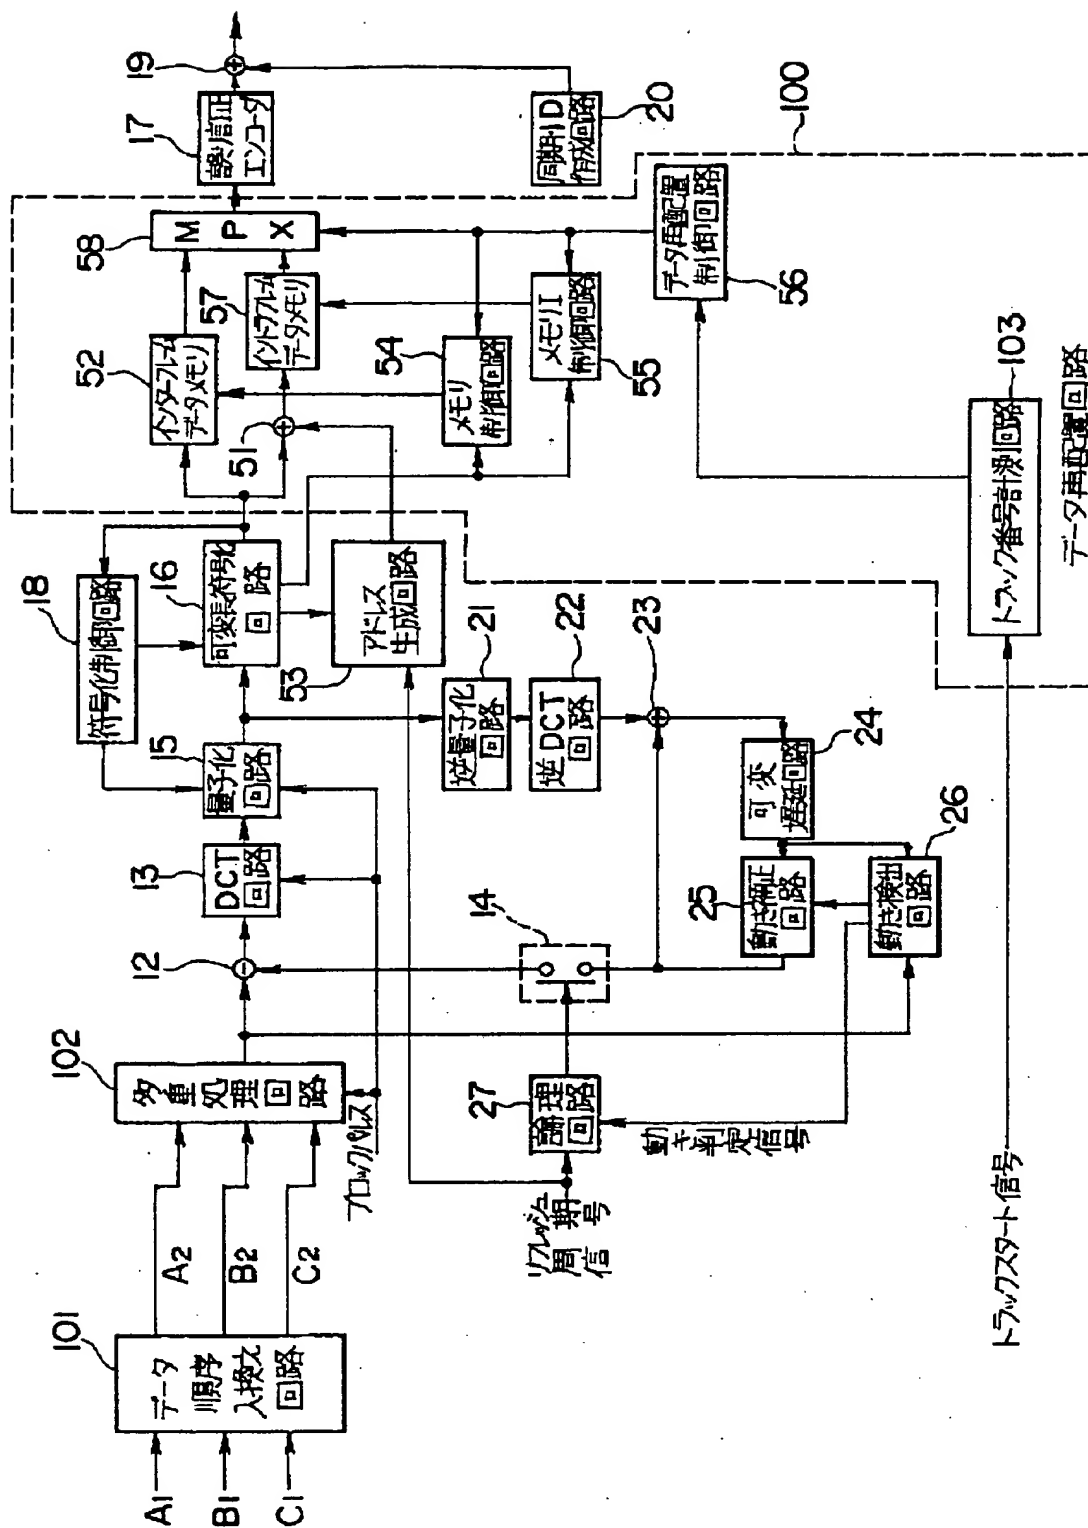 A1
B1
C1
101
データ
順序
入換え
回路
A2
B2
C2
102
多重
処理
回路
ブロックパルス
12
13
DCT
回路
15
量子化
回路
18
符号化制御回路
16
可変長符号化
回路
53
アドレス
生成回路
21
逆量子化
回路
22
逆DCT
回路
23
24
可変
遅延回路
25
動き補正
回路
26
動き検出
回路
14
27
論理
回路
リフレッシュ
周期
信号
動き判定信号
51
52
インターフレーム
データメモリ
57
イントラフレーム
データメモリ
54
メモリ
制御回路
55
メモリI
制御回路
58
MPX
56
データ再配置
制御回路
17
誤り訂正
エンコーダ
19
20
同期ID
作成回路
100
トラックスタート信号
トラック番号計測回路
103
データ再配置回路